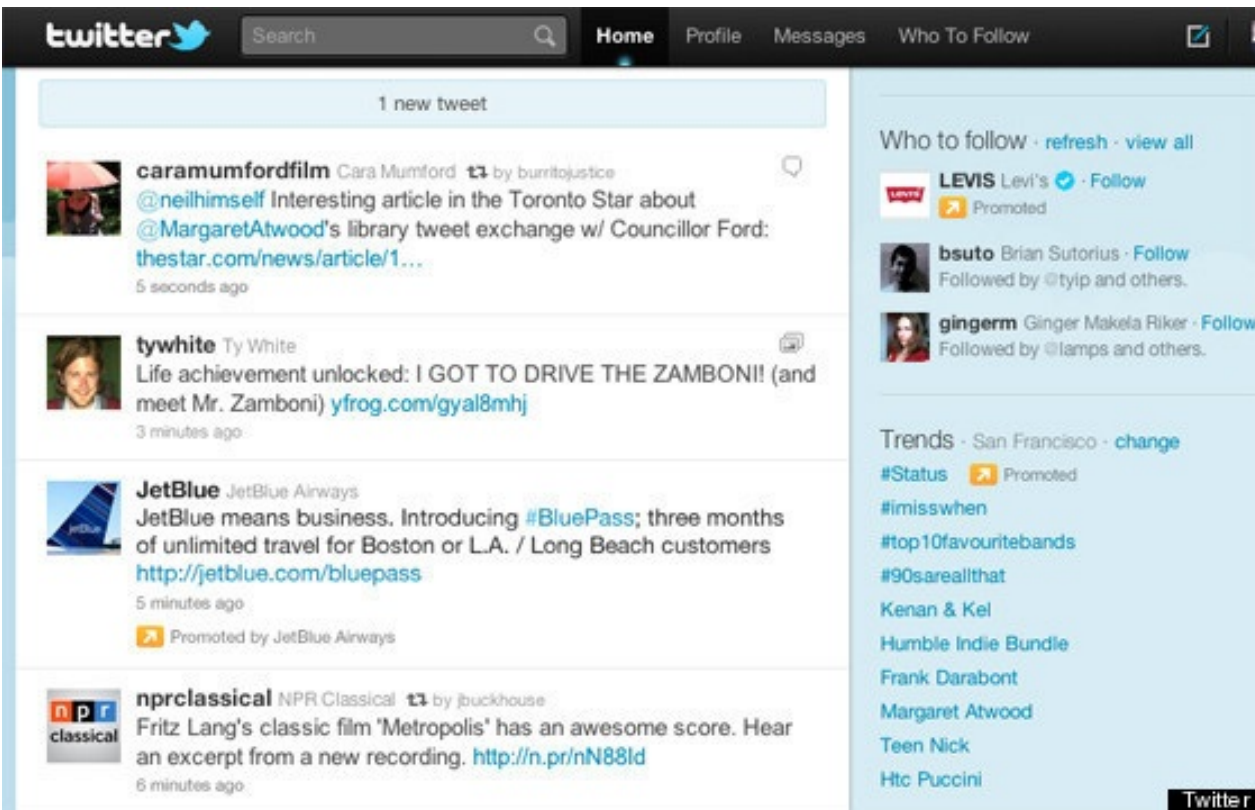 twitter
Search
Home
Profile
Messages
Who To Follow
1 new tweet
caramumfordfilm Cara Mumford by burritojustice
@neilhimself Interesting article in the Toronto Star about
@MargaretAtwood's library tweet exchange w/ Councillor Ford:
thestar.com/news/article/1…
5 seconds ago
tywhite Ty White
Life achievement unlocked: I GOT TO DRIVE THE ZAMBONI! (and
meet Mr. Zamboni) yfrog.com/gyal8mhj
3 minutes ago
jetBlue
JetBlue JetBlue Airways
JetBlue means business. Introducing #BluePass; three months
of unlimited travel for Boston or L.A. / Long Beach customers
http://jetblue.com/bluepass
5 minutes ago
Promoted by JetBlue Airways
npr
classical
nprclassical NPR Classical by jbuckhouse
Fritz Lang's classic film 'Metropolis' has an awesome score. Hear
an excerpt from a new recording. http://n.pr/nN88Id
6 minutes ago
Who to follow · refresh · view all
LEVI'S
LEVIS Levi's · Follow
Promoted
bsuto Brian Sutorius · Follow
Followed by @tyip and others.
gingerm Ginger Makela Riker · Follow
Followed by @lamps and others.
Trends · San Francisco · change
#Status Promoted
#imisswhen
#top10favouritebands
#90sareallthat
Kenan & Kel
Humble Indie Bundle
Frank Darabont
Margaret Atwood
Teen Nick
Htc Puccini
Twitter